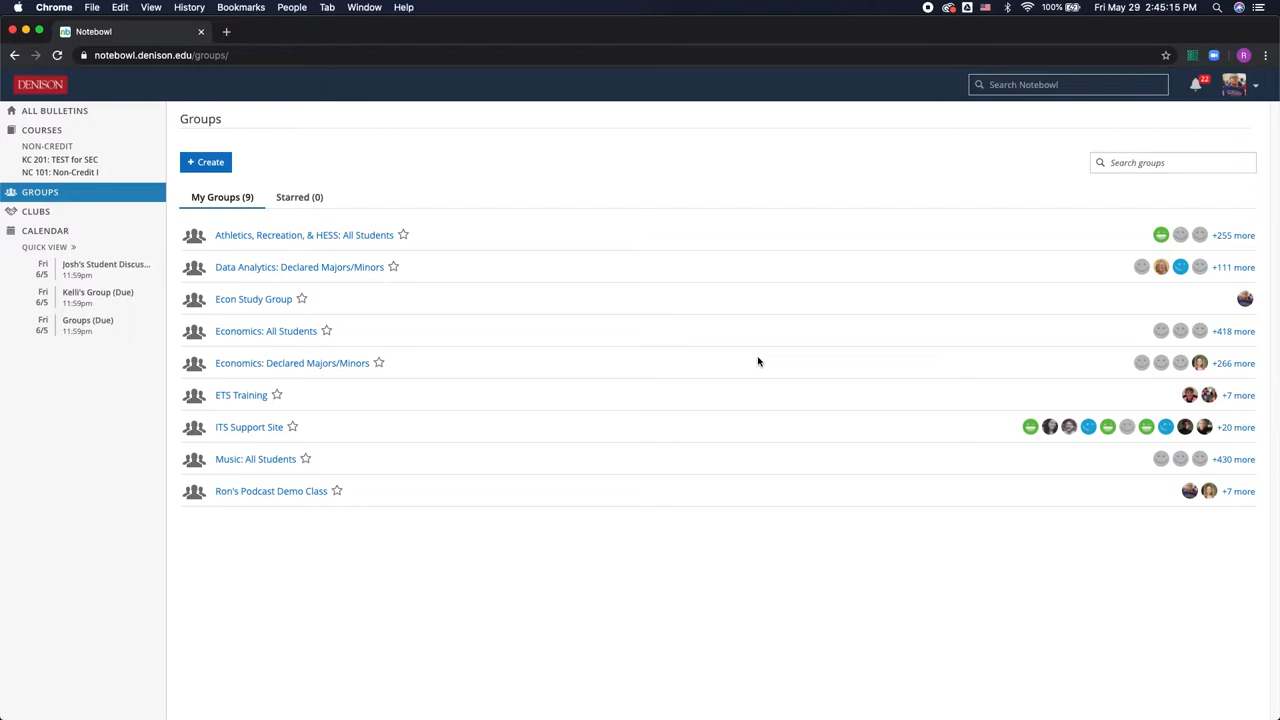 Chrome File Edit View History Bookmarks People Tab Window Help 100% Fri May 29 2:45:15 PM
Notebowl
notebowl.denison.edu/groups/ R
DENISON Search Notebowl 22
ALL BULLETINS
COURSES
NON-CREDIT
KC 201: TEST for SEC
NC 101: Non-Credit I
GROUPS
CLUBS
CALENDAR
QUICK VIEW »
Fri Josh's Student Discus...
6/5 11:59pm
Fri Kelli's Group (Due)
6/5 11:59pm
Fri Groups (Due)
6/5 11:59pm
Groups
+ Create Search groups
My Groups (9) Starred (0)
Athletics, Recreation, & HESS: All Students +255 more
Data Analytics: Declared Majors/Minors +111 more
Econ Study Group
Economics: All Students +418 more
Economics: Declared Majors/Minors +266 more
ETS Training +7 more
ITS Support Site +20 more
Music: All Students +430 more
Ron's Podcast Demo Class +7 more